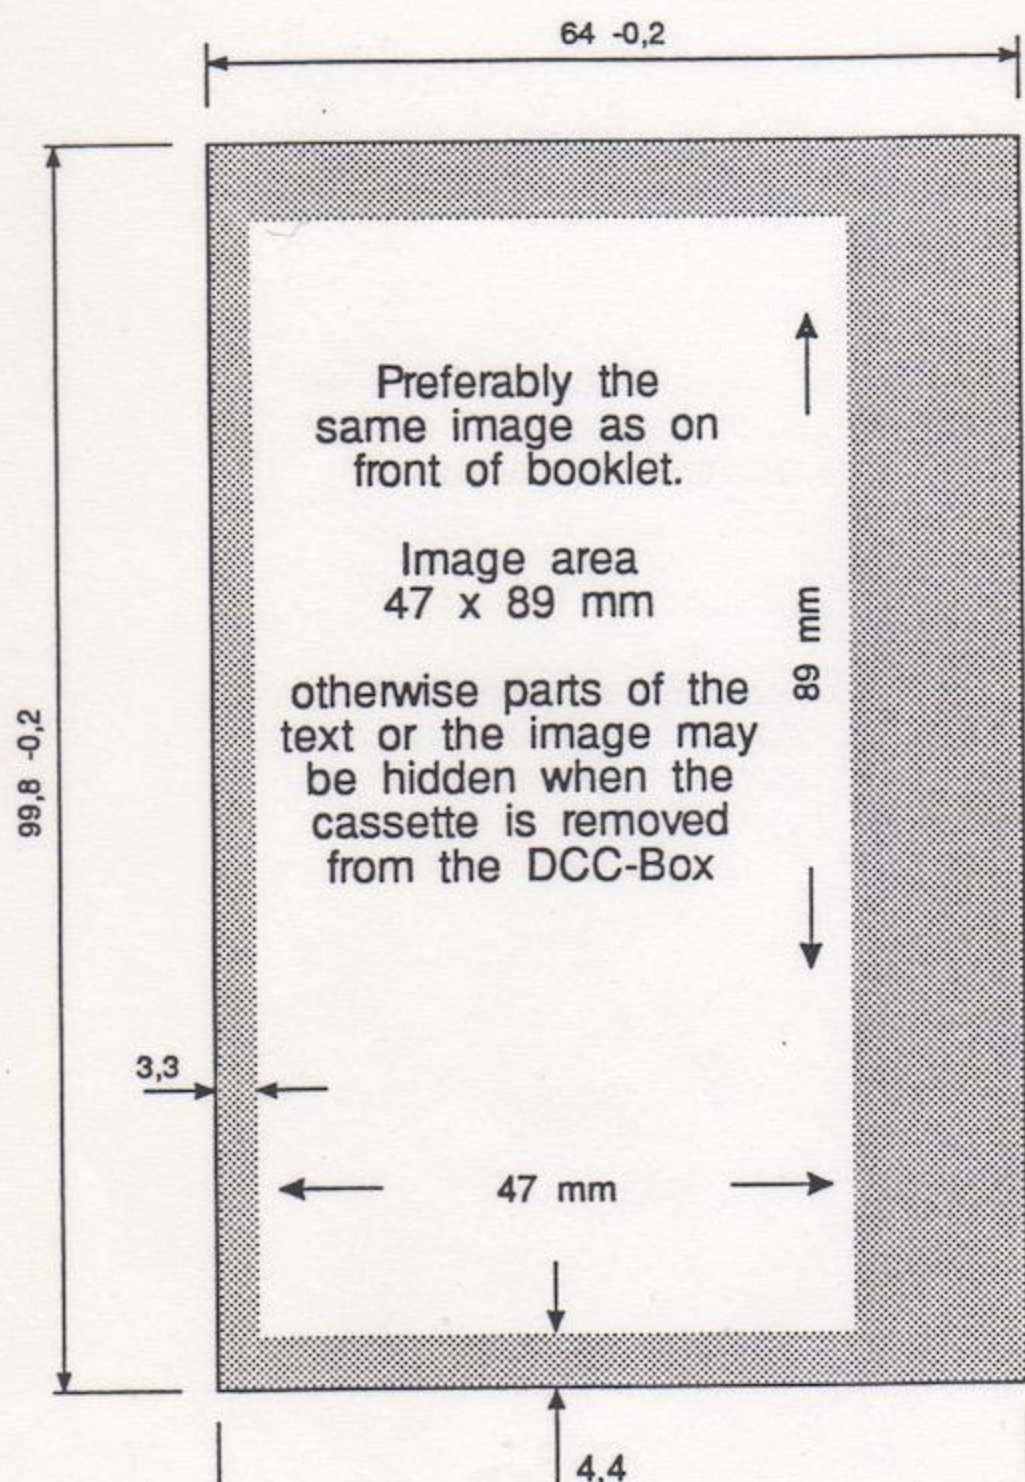 64 -0,2
Preferably the
same image as on
front of booklet.
Image area
47 x 89 mm
89 mm
otherwise parts of the
text or the image may
be hidden when the
cassette is removed
from the DCC-Box
99,8 -0,2
3,3
47 mm
4,4